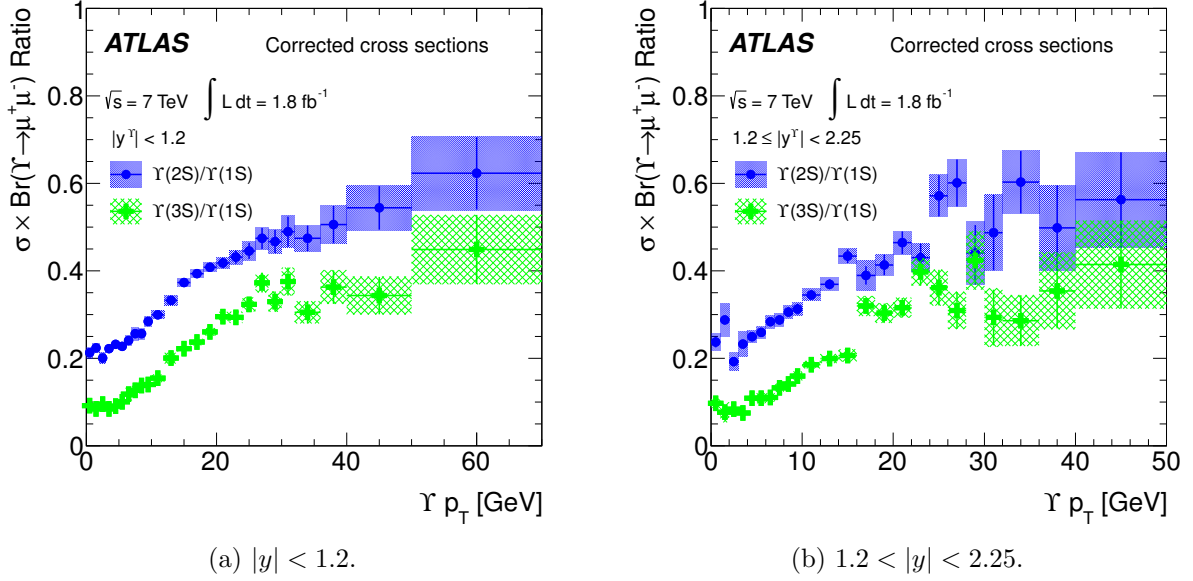 ATLAS Corrected cross sections
√s = 7 TeV ∫ L dt = 1.8 fb⁻¹
|y^ϒ| < 1.2
ϒ(2S)/ϒ(1S)
ϒ(3S)/ϒ(1S)
σ × Br(ϒ→μ⁺μ⁻) Ratio
1
0.8
0.6
0.4
0.2
0
0 20 40 60
ϒ p_T [GeV]
(a) |y| < 1.2.
ATLAS Corrected cross sections
√s = 7 TeV ∫ L dt = 1.8 fb⁻¹
1.2 ≤ |y^ϒ| < 2.25
ϒ(2S)/ϒ(1S)
ϒ(3S)/ϒ(1S)
σ × Br(ϒ→μ⁺μ⁻) Ratio
1
0.8
0.6
0.4
0.2
0
0 10 20 30 40 50
ϒ p_T [GeV]
(b) 1.2 < |y| < 2.25.